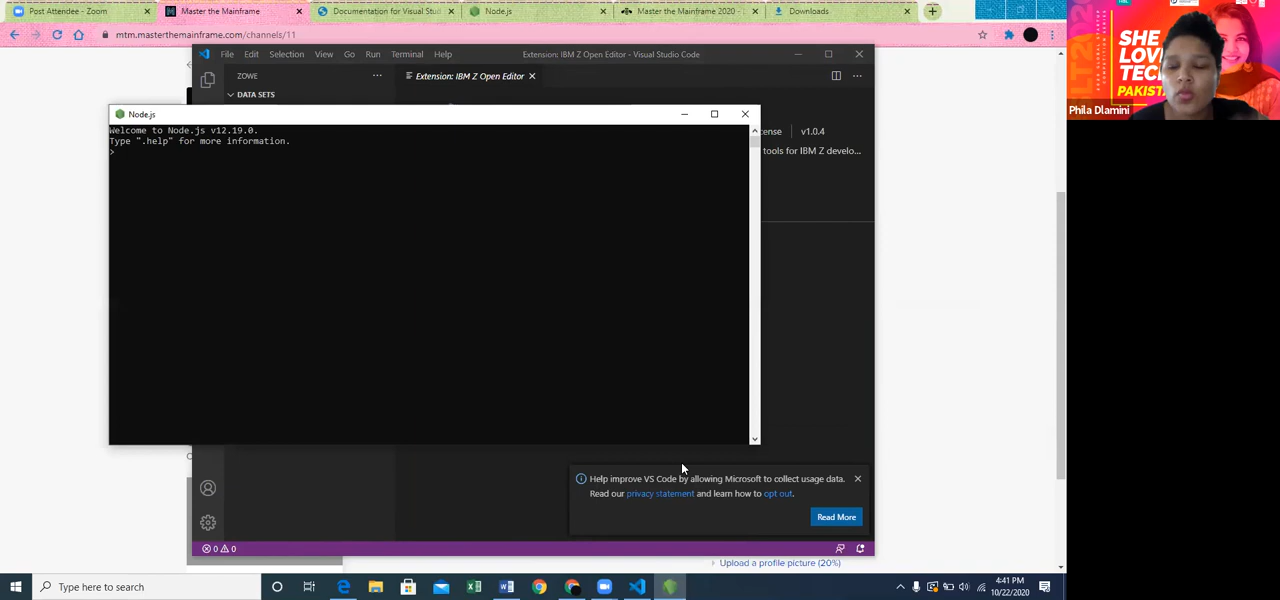 Post Attendee - Zoom
Master the Mainframe
Documentation for Visual Stud
Node.js
Master the Mainframe 2020 -
Downloads
mtm.masterthemainframe.com/channels/11
File Edit Selection View Go Run Terminal Help
Extension: IBM Z Open Editor - Visual Studio Code
ZOWE
Extension: IBM Z Open Editor
DATA SETS
Node.js
Welcome to Node.js v12.19.0.
Type ".help" for more information.
>
cense v1.0.4
tools for IBM Z develo...
Help improve VS Code by allowing Microsoft to collect usage data.
Read our privacy statement and learn how to opt out.
Read More
0 0
Upload a profile picture (20%)
Type here to search
4:41 PM
10/22/2020
SHE
LOVE
TECH
PAKISTA
Phila Dlamini